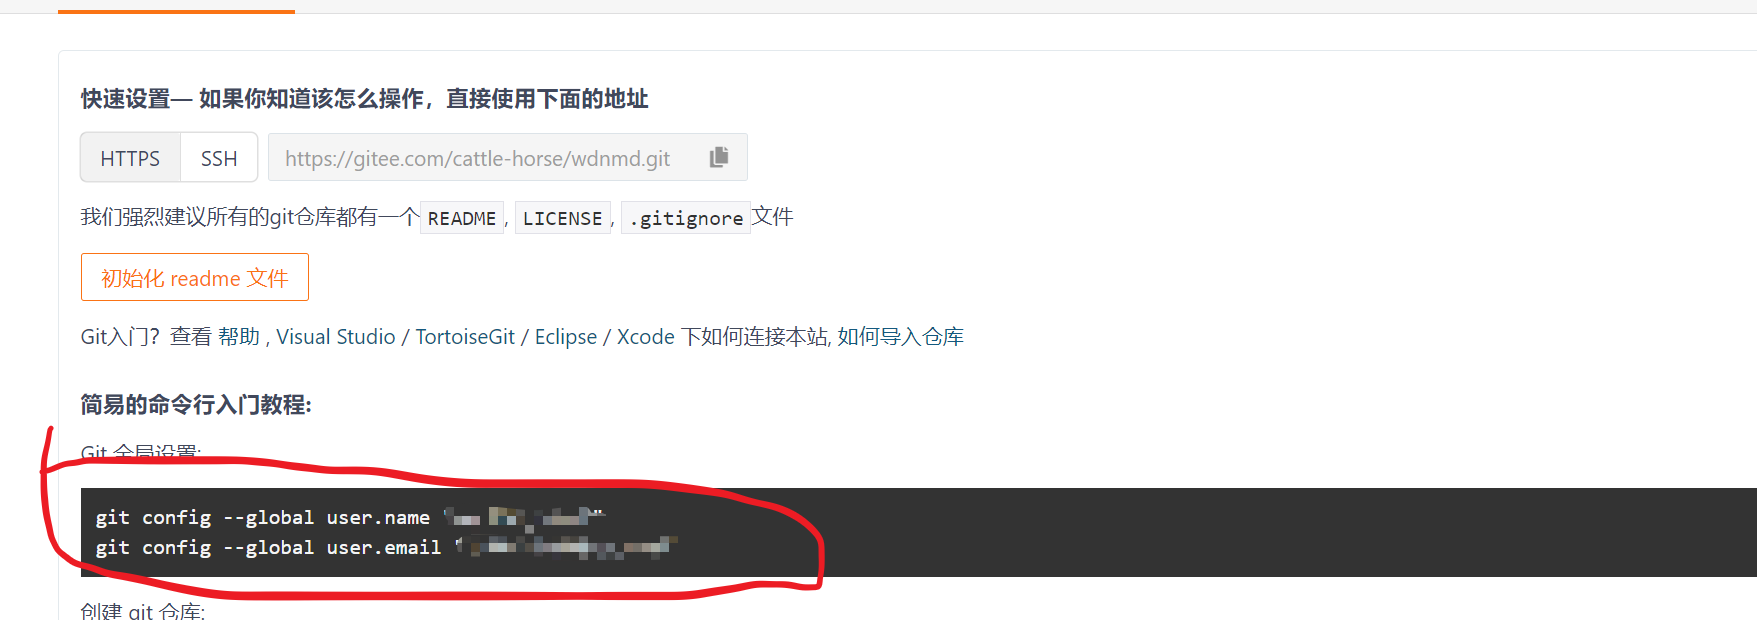 快速设置— 如果你知道该怎么操作，直接使用下面的地址
HTTPS SSH https://gitee.com/cattle-horse/wdnmd.git
我们强烈建议所有的git仓库都有一个 README, LICENSE, .gitignore 文件
初始化 readme 文件
Git入门？查看 帮助 , Visual Studio / TortoiseGit / Eclipse / Xcode 下如何连接本站, 如何导入仓库
简易的命令行入门教程:
Git 全局设置:
git config --global user.name
git config --global user.email
创建 git 仓库: